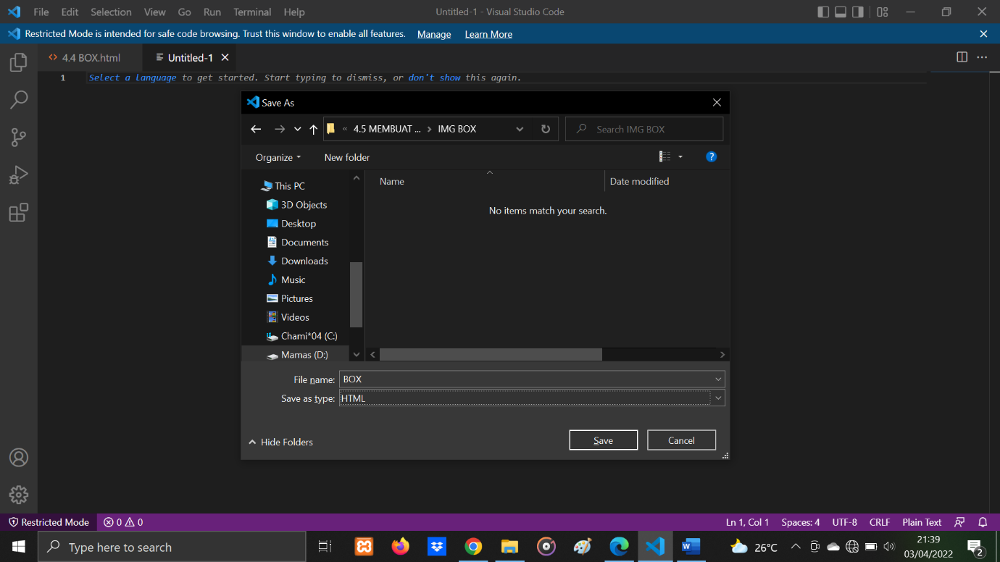 File Edit Selection View Go Run Terminal Help Untitled-1 - Visual Studio Code
Restricted Mode is intended for safe code browsing. Trust this window to enable all features. Manage Learn More
4.4 BOX.html Untitled-1
1 Select a language to get started. Start typing to dismiss, or don't show this again.
Save As
« 4.5 MEMBUAT ... > IMG BOX Search IMG BOX
Organize New folder
Name Date modified
No items match your search.
This PC
3D Objects
Desktop
Documents
Downloads
Music
Pictures
Videos
Chami*04 (C:)
Mamas (D:)
File name: BOX
Save as type: HTML
Hide Folders Save Cancel
Restricted Mode 0 0 Ln 1, Col 1 Spaces: 4 UTF-8 CRLF Plain Text
Type here to search 26°C 21:39
03/04/2022 2